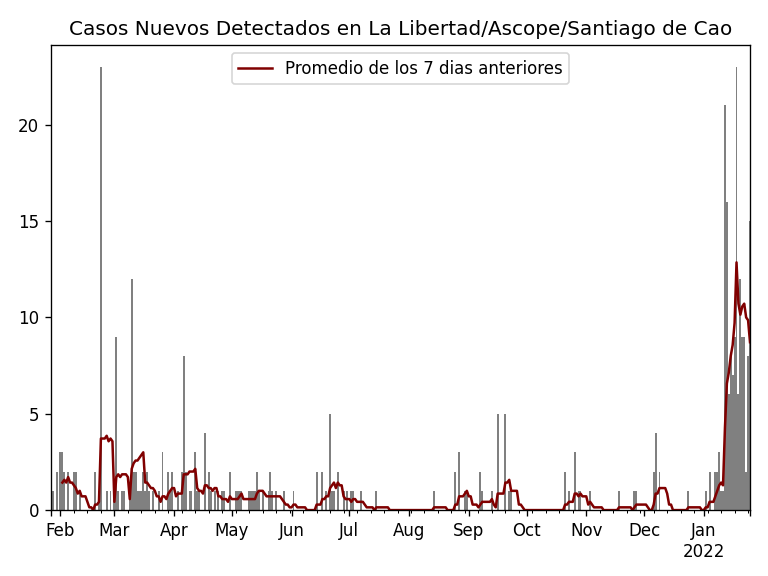 Casos Nuevos Detectados en La Libertad/Ascope/Santiago de Cao
Promedio de los 7 dias anteriores
20
15
10
5
0
Feb Mar Apr May Jun Jul Aug Sep Oct Nov Dec Jan
2022